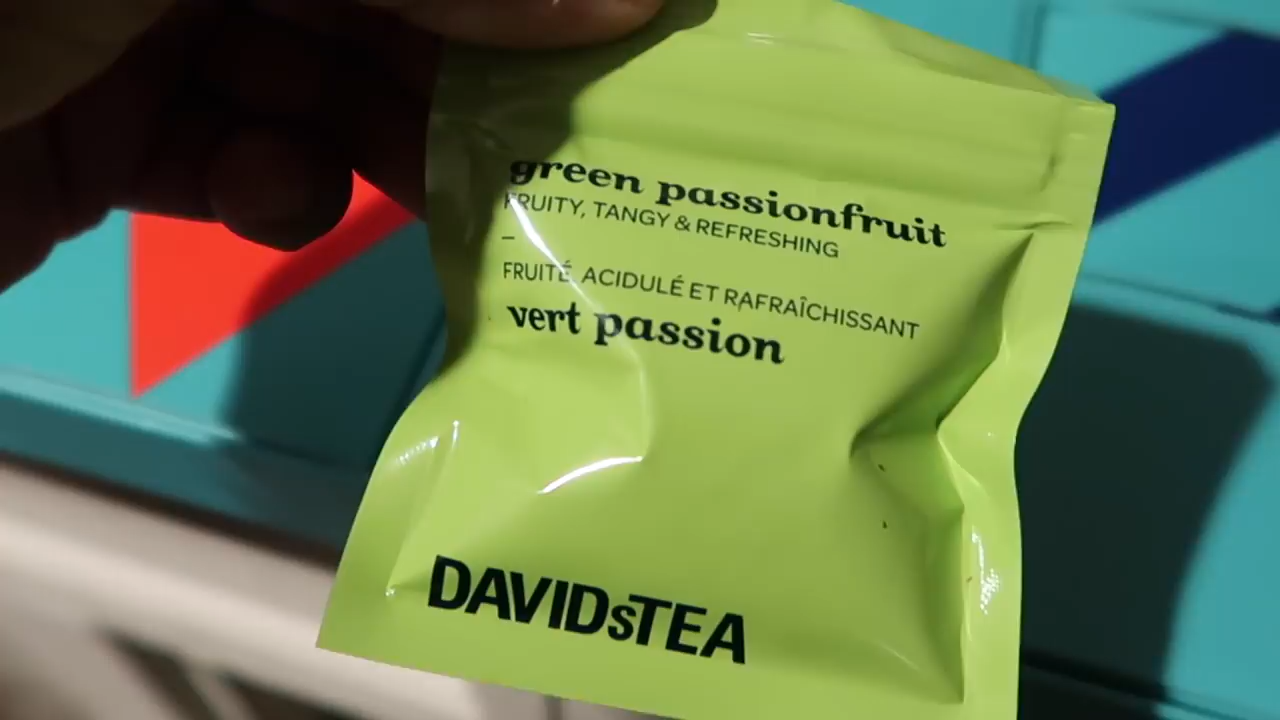 green passionfruit
FRUITY, TANGY & REFRESHING
–
FRUITÉ, ACIDULÉ ET RAFRAÎCHISSANT
vert passion
DAVIDsTEA